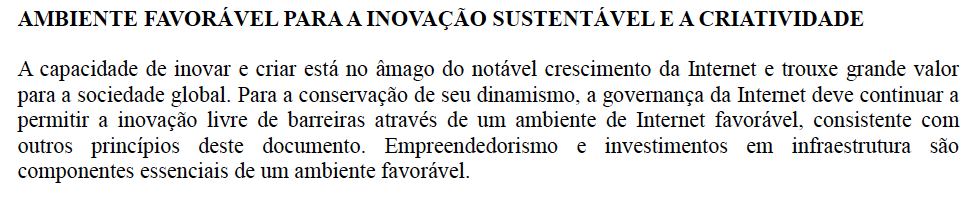 AMBIENTE FAVORÁVEL PARA A INOVAÇÃO SUSTENTÁVEL E A CRIATIVIDADE
A capacidade de inovar e criar está no âmago do notável crescimento da Internet e trouxe grande valor
para a sociedade global. Para a conservação de seu dinamismo, a governança da Internet deve continuar a
permitir a inovação livre de barreiras através de um ambiente de Internet favorável, consistente com
outros princípios deste documento. Empreendedorismo e investimentos em infraestrutura são
componentes essenciais de um ambiente favorável.